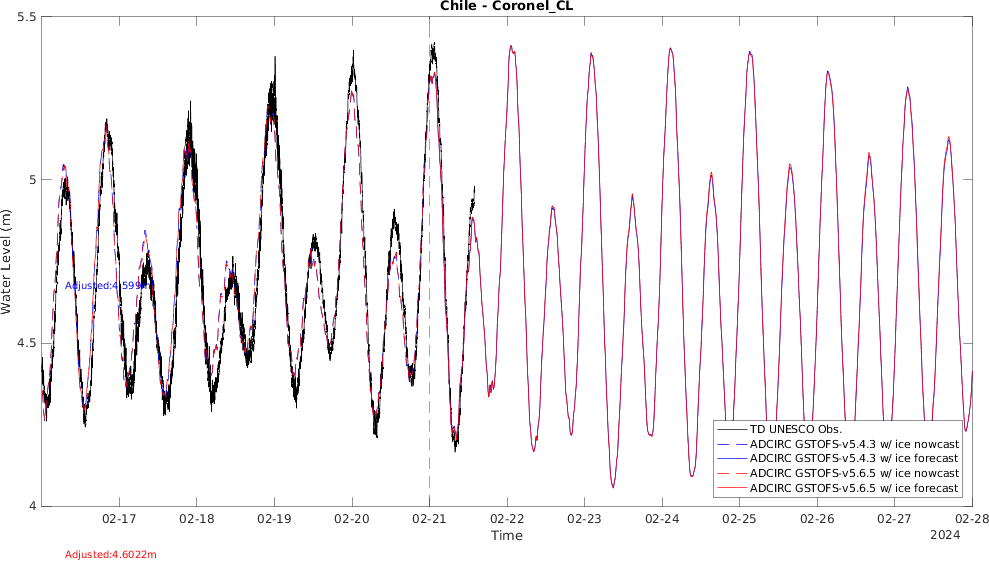 Chile - Coronel_CL
5.5
5
4.5
4
Water Level (m)
Adjusted:4.599m
TD UNESCO Obs.
ADCIRC GSTOFS-v5.4.3 w/ ice nowcast
ADCIRC GSTOFS-v5.4.3 w/ ice forecast
ADCIRC GSTOFS-v5.6.5 w/ ice nowcast
ADCIRC GSTOFS-v5.6.5 w/ ice forecast
02-17 02-18 02-19 02-20 02-21 02-22 02-23 02-24 02-25 02-26 02-27 02-28
Time
2024
Adjusted:4.6022m